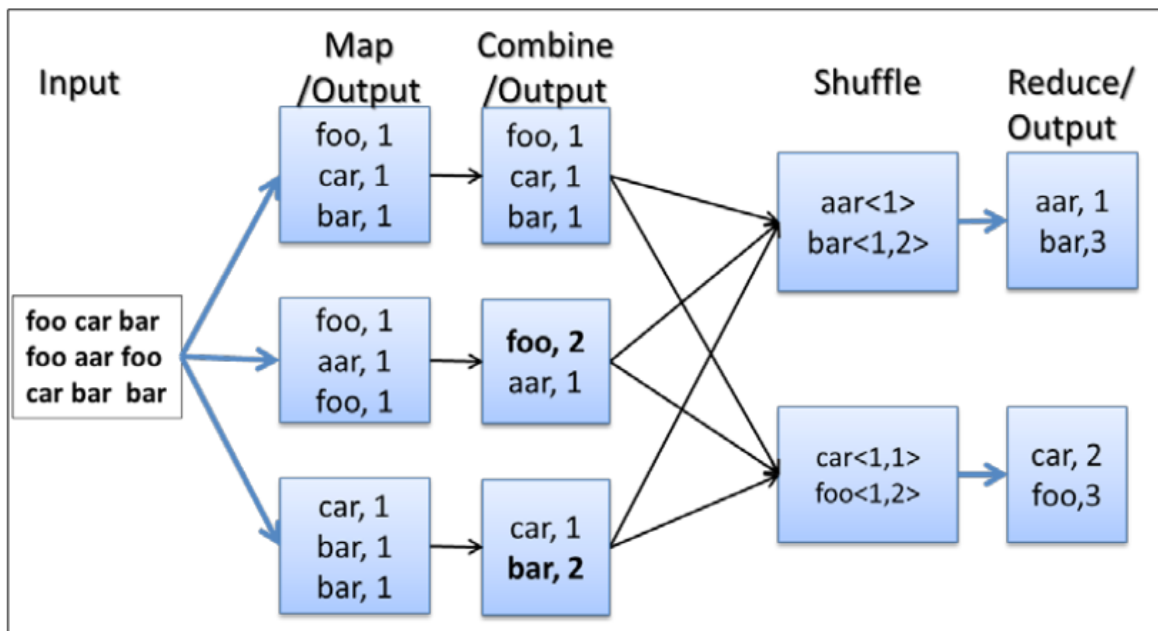 Input
Map
/Output
Combine
/Output
Shuffle
Reduce/
Output
foo car bar
foo aar foo
car bar  bar
foo, 1
car, 1
bar, 1
foo, 1
aar, 1
foo, 1
car, 1
bar, 1
bar, 1
foo, 1
car, 1
bar, 1
foo, 2
aar, 1
car, 1
bar, 2
aar<1>
bar<1,2>
car<1,1>
foo<1,2>
aar, 1
bar,3
car, 2
foo,3